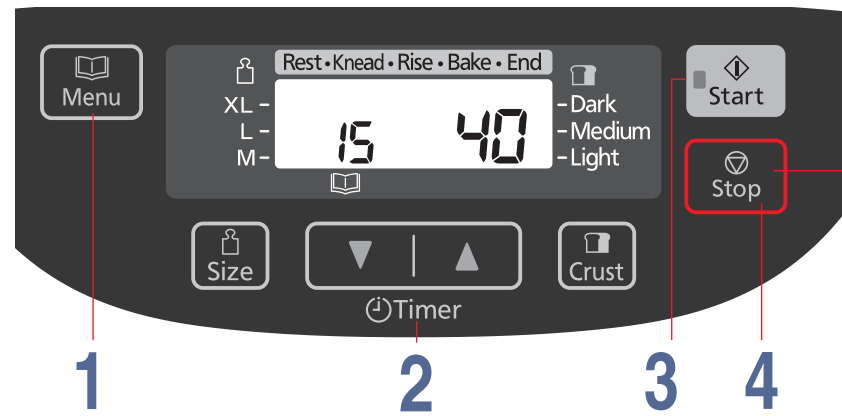 Menu
Rest • Knead • Rise • Bake • End
XL –
L –
M –
15 40
– Dark
– Medium
– Light
Start
Stop
Size
Crust
Timer
1 2 3 4